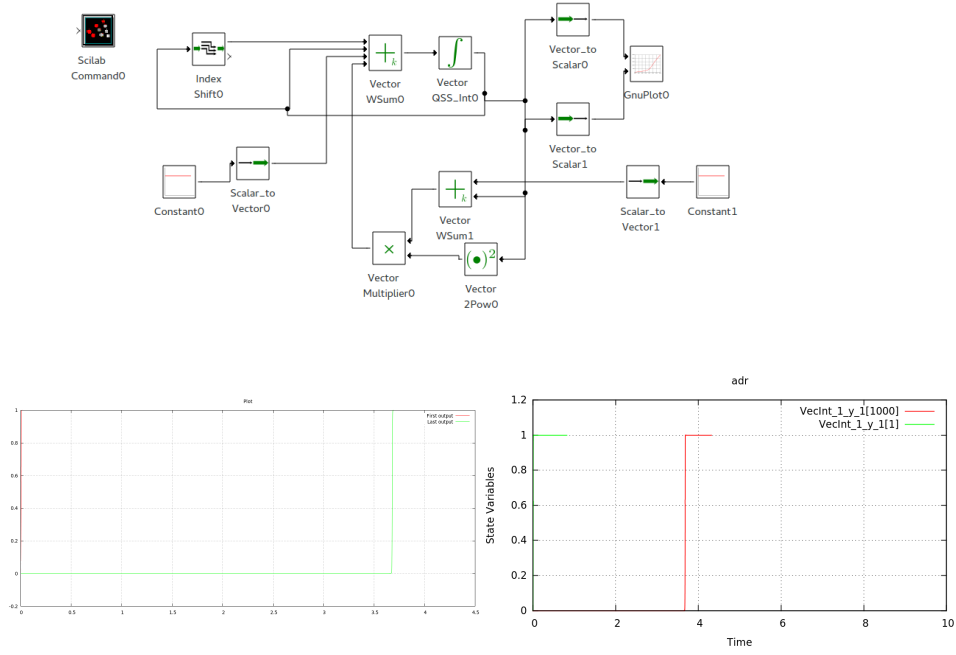 Scilab
Command0
Index
Shift0
Vector
WSum0
k
Vector
QSS_Int0
∫
Vector_to
Scalar0
GnuPlot0
Vector_to
Scalar1
Constant0
Scalar_to
Vector0
k
Vector
WSum1
Scalar_to
Vector1
Constant1
×
Vector
Multiplier0
(•)²
Vector
2Pow0
Plot
First output
Last output
1
0.8
0.6
0.4
0.2
0
-0.2
0 0.5 1 1.5 2 2.5 3 3.5 4 4.5
adr
VecInt_1_y_1[1000]
VecInt_1_y_1[1]
State Variables
1.2
1
0.8
0.6
0.4
0.2
0
0 2 4 6 8 10
Time